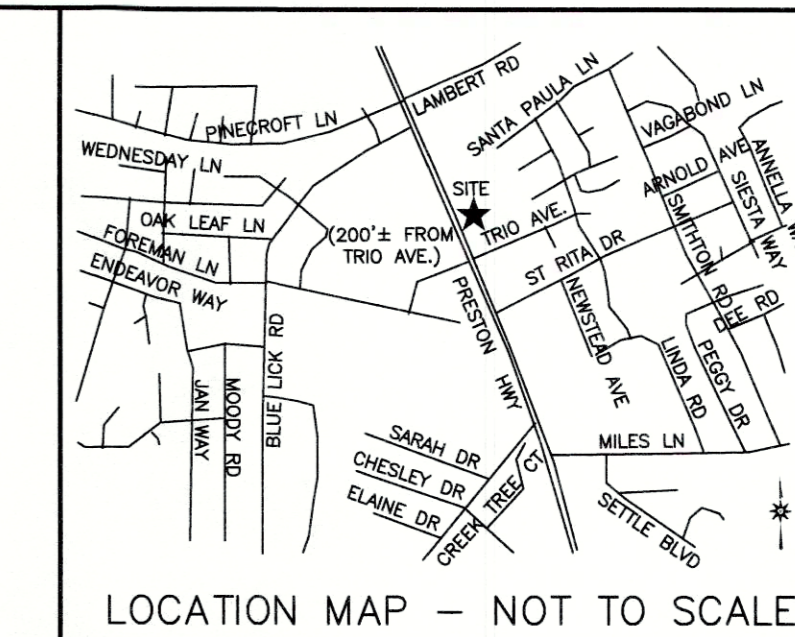 LAMBERT RD
SANTA PAULA LN
VAGABOND LN
PINECROFT LN
WEDNESDAY LN
ARNOLD AVE
ANNELLA W
SIESTA WAY
SITE
OAK LEAF LN
(200'± FROM
TRIO AVE.)
TRIO AVE.
SMITHTON RD
FOREMAN LN
ST RITA DR
ENDEAVOR WAY
PRESTON HWY
NEWSTEAD AVE
DEE RD
BLUE LICK RD
LINDA RD
PEGGY DR
JAN WAY
MOODY RD
SARAH DR
MILES LN
CHESLEY DR
ELAINE DR
CREEK TREE CT
SETTLE BLVD
LOCATION MAP – NOT TO SCALE